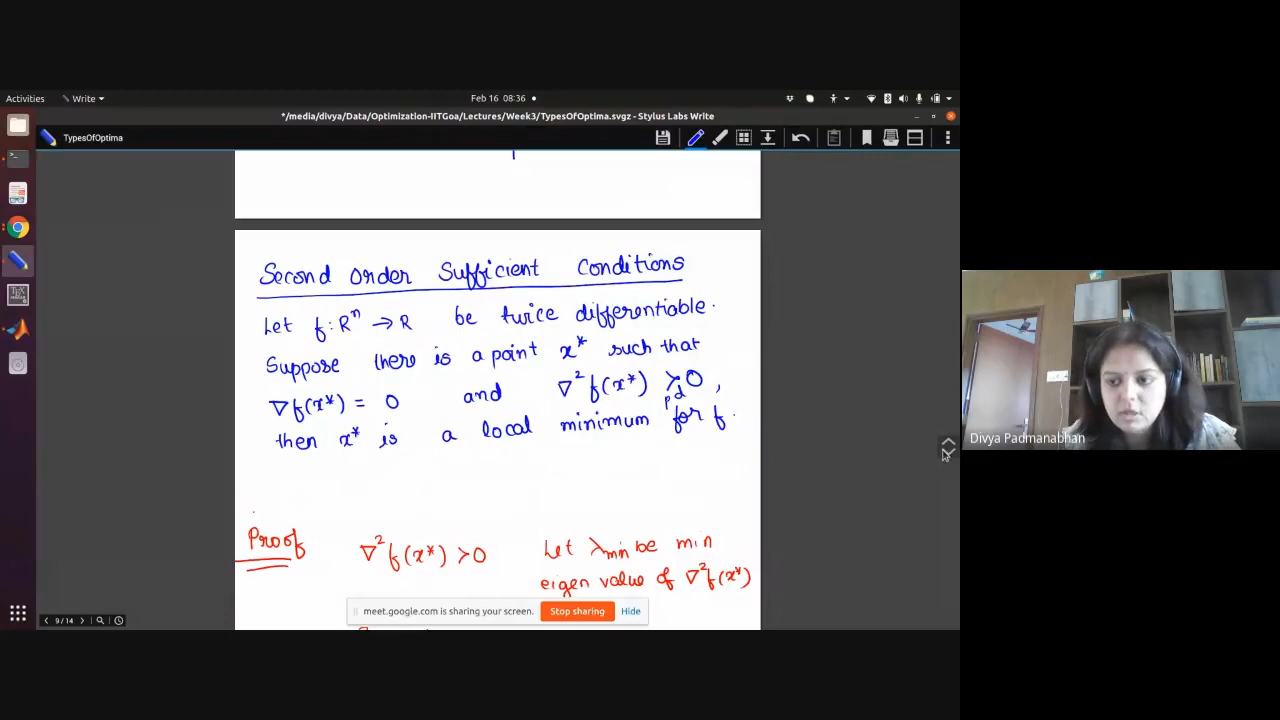 Activities
Write
Feb 16 08:36
*/media/divya/Data/Optimization-IITGoa/Lectures/Week3/TypesOfOptima.svgz - Stylus Labs Write
TypesOfOptima
Second Order Sufficient Conditions
Let f: Rⁿ → R be twice differentiable.
Suppose there is a point x* such that
∇f(x*) = 0 and ∇²f(x*) ≻ 0,
pd
then x* is a local minimum for f.
Proof ∇²f(x*) ≻ 0 Let λmin be min
eigen value of ∇²f(x*)
meet.google.com is sharing your screen. Stop sharing Hide
9/14
Divya Padmanabhan